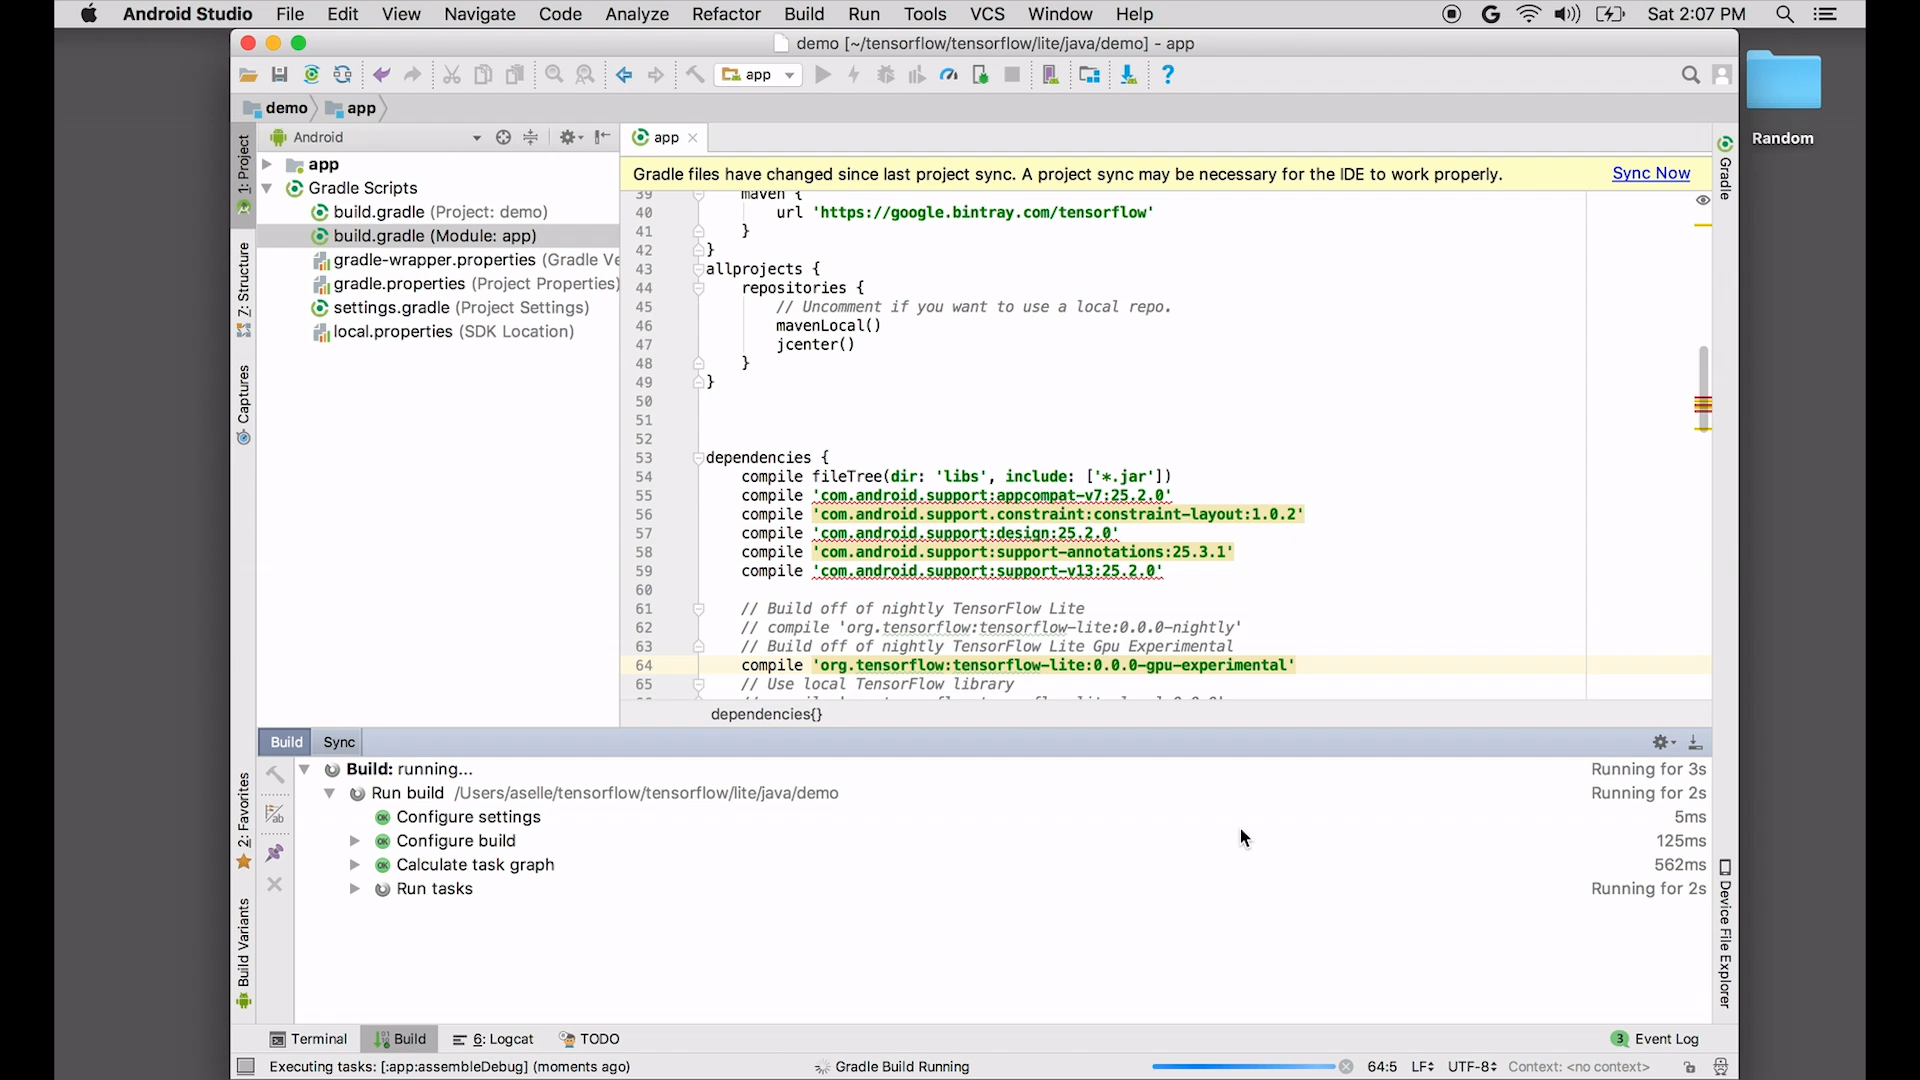 Android Studio File Edit View Navigate Code Analyze Refactor Build Run Tools VCS Window Help Sat 2:07 PM
demo [~/tensorflow/tensorflow/lite/java/demo] - app
app
demo app
Random
1: Project
Z: Structure
Captures
2: Favorites
Build Variants
Android
app
Gradle Scripts
build.gradle (Project: demo)
build.gradle (Module: app)
gradle-wrapper.properties (Gradle Ve
gradle.properties (Project Properties)
settings.gradle (Project Settings)
local.properties (SDK Location)
app
Gradle files have changed since last project sync. A project sync may be necessary for the IDE to work properly. Sync Now
Gradle
39 maven {
40 url 'https://google.bintray.com/tensorflow'
41 }
42 }
43 allprojects {
44 repositories {
45 // Uncomment if you want to use a local repo.
46 mavenLocal()
47 jcenter()
48 }
49 }
50
51
52
53 dependencies {
54 compile fileTree(dir: 'libs', include: ['*.jar'])
55 compile 'com.android.support:appcompat-v7:25.2.0'
56 compile 'com.android.support.constraint:constraint-layout:1.0.2'
57 compile 'com.android.support:design:25.2.0'
58 compile 'com.android.support:support-annotations:25.3.1'
59 compile 'com.android.support:support-v13:25.2.0'
60
61 // Build off of nightly TensorFlow Lite
62 // compile 'org.tensorflow:tensorflow-lite:0.0.0-nightly'
63 // Build off of nightly TensorFlow Lite Gpu Experimental
64 compile 'org.tensorflow:tensorflow-lite:0.0.0-gpu-experimental'
65 // Use local TensorFlow library
dependencies{}
Build Sync
Build: running... Running for 3s
Run build /Users/aselle/tensorflow/tensorflow/lite/java/demo Running for 2s
OK Configure settings 5ms
OK Configure build 125ms
OK Calculate task graph 562ms
Run tasks Running for 2s
Device File Explorer
Terminal Build 6: Logcat TODO 3 Event Log
Executing tasks: [:app:assembleDebug] (moments ago) Gradle Build Running 64:5 LF UTF-8 Context: <no context>